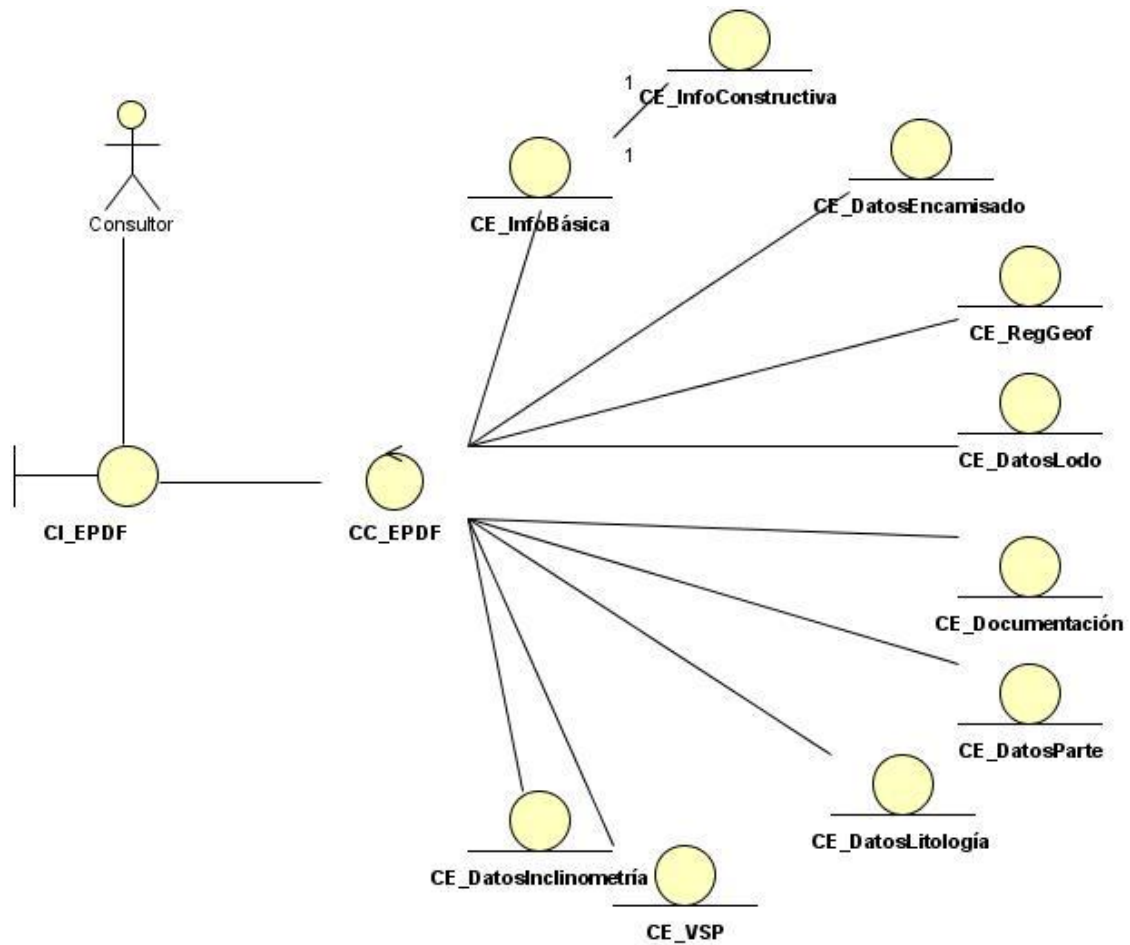 1
CE_InfoConstructiva
1
CE_InfoBásica
Consultor
CE_DatosEncamisado
CE_RegGeof
CE_DatosLodo
CI_EPDF
CC_EPDF
CE_Documentación
CE_DatosParte
CE_DatosLitología
CE_DatosInclinometría
CE_VSP